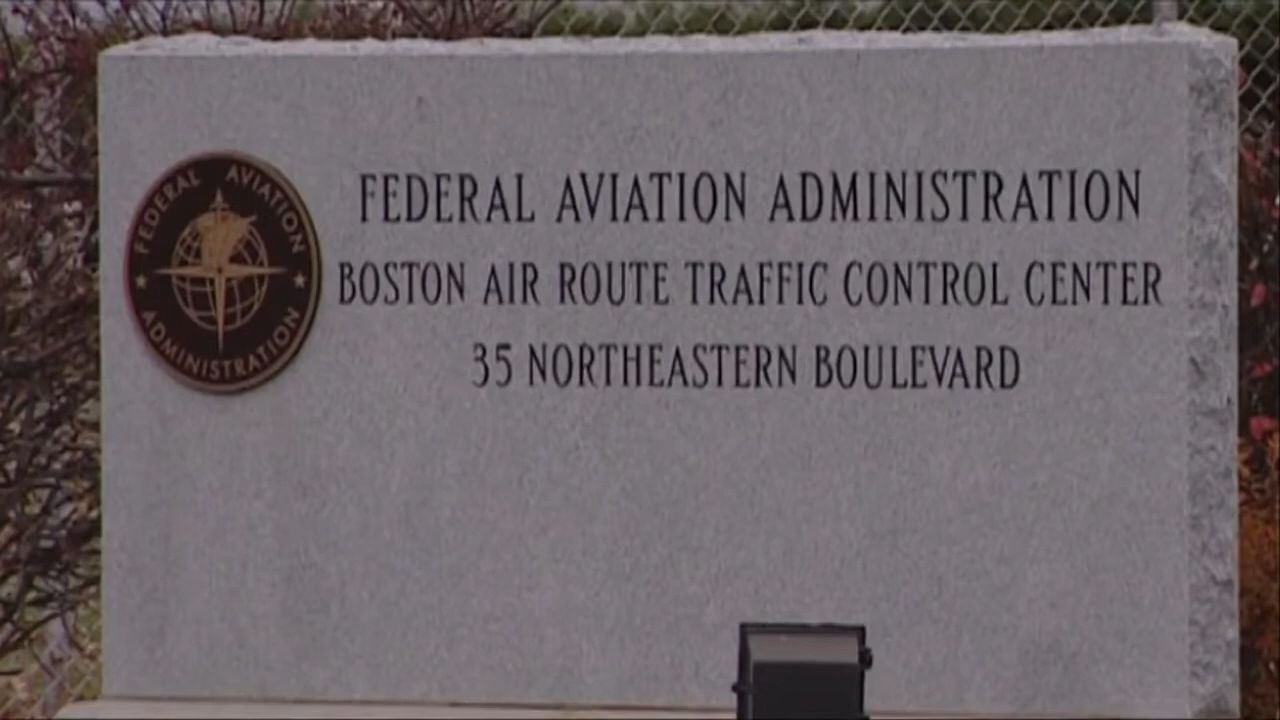 FEDERAL AVIATION
ADMINISTRATION
FEDERAL AVIATION ADMINISTRATION
BOSTON AIR ROUTE TRAFFIC CONTROL CENTER
35 NORTHEASTERN BOULEVARD